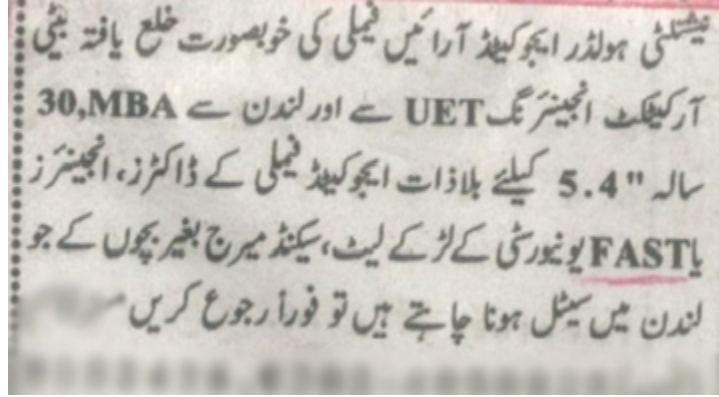 نیشنلٹی ہولڈر ایجوکیٹڈ آرائیں فیملی کی خوبصورت خلع یافتہ بیٹی
آرکیٹکٹ انجینئرنگ UET سے اور لندن سے 30,MBA
سالہ "5.4 کیلئے بلاذات ایجوکیٹڈ فیملی کے ڈاکٹرز، انجینئرز
یا FAST یونیورسٹی کے لڑکے لیٹ، سیکنڈ میرج بغیر بچوں کے جو
لندن میں سیٹل ہونا چاہتے ہیں تو فوراً رجوع کریں